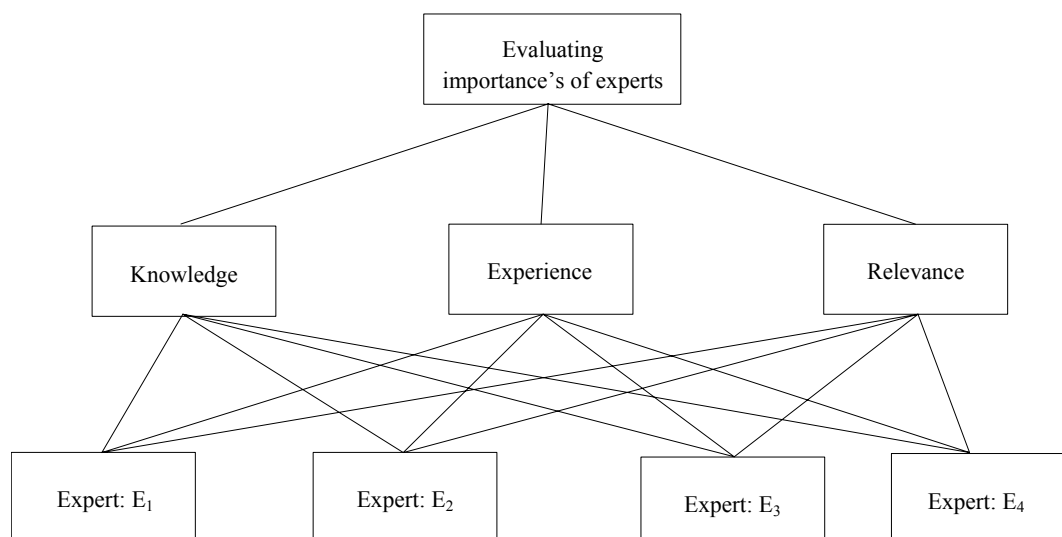 Evaluating
importance’s of experts
Knowledge
Experience
Relevance
Expert: E₁
Expert: E₂
Expert: E₃
Expert: E₄